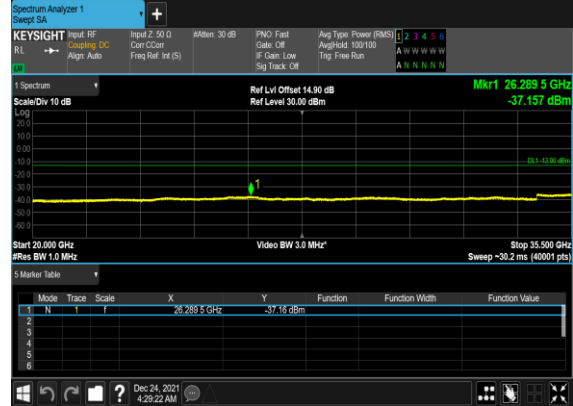 Spectrum Analyzer 1
Swept SA
+
KEYSIGHT Input: RF Input Z: 50 Ω #Atten: 30 dB PNO: Fast Avg Type: Power (RMS) 1 2 3 4 5 6
RL Coupling: DC Corr CCorr Gate: Off Avg|Hold: 100/100 A W W W W W
Align: Auto Freq Ref: Int (S) IF Gain: Low Trig: Free Run
LU Sig Track: Off A N N N N N
1 Spectrum Ref Lvl Offset 14.90 dB Mkr1 26.289 5 GHz
Scale/Div 10 dB Ref Level 30.00 dBm -37.157 dBm
Log
20.0
10.0
0.00
-10.0 DL1 -13.00 dBm
-20.0
-30.0 1
-40.0
-50.0
-60.0
Start 20.000 GHz Video BW 3.0 MHz* Stop 35.500 GHz
#Res BW 1.0 MHz Sweep ~30.2 ms (40001 pts)
5 Marker Table
Mode Trace Scale X Y Function Function Width Function Value
1 N 1 f 26.289 5 GHz -37.16 dBm
2
3
4
5
6
? Dec 24, 2021
4:29:22 AM